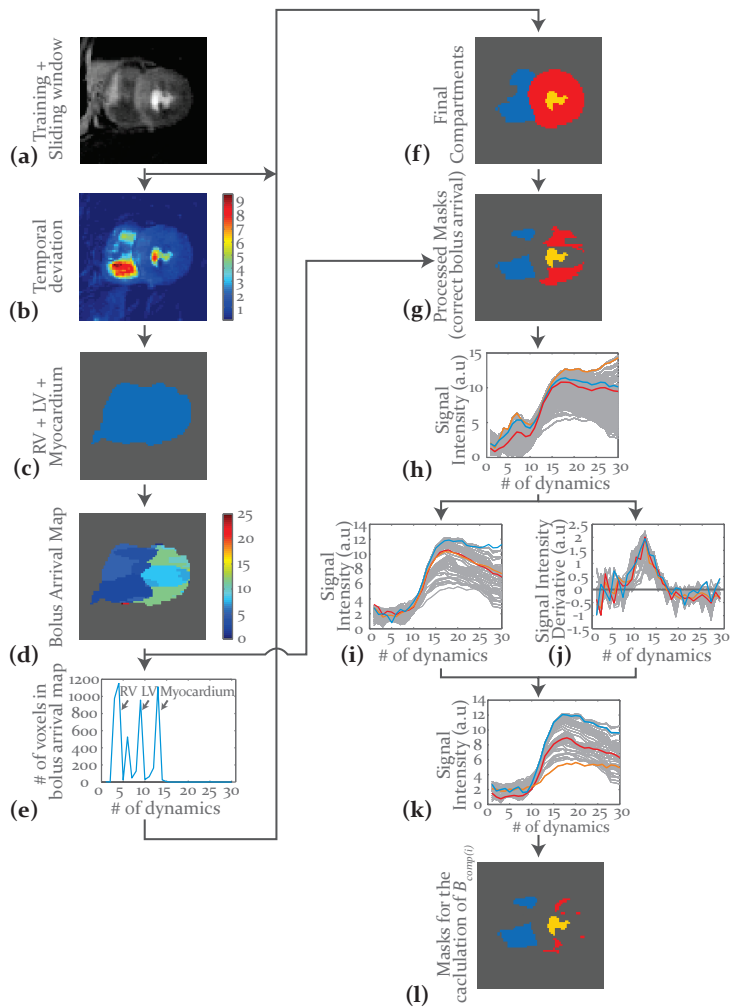 Training +
Sliding window
(a)
Temporal
deviation
9
8
7
6
5
4
3
2
1
(b)
RV + LV +
Myocardium
(c)
Bolus Arrival Map
25
20
15
10
5
0
(d)
# of voxels in
bolus arrival map
1200
1000
800
600
400
200
0
RV LV Myocardium
0 5 10 15 20 25 30
# of dynamics
(e)
Final
Compartments
(f)
Processed Masks
(correct bolus arrival)
(g)
Signal
Intensity (a.u)
15
10
5
0
0 5 10 15 20 25 30
# of dynamics
(h)
Signal
Intensity (a.u)
14
12
10
8
6
4
2
0
0 5 10 15 20 25 30
# of dynamics
(i)
Signal Intensity
Derivative (a.u)
2.5
2
1.5
1
0.5
0
-0.5
-1
-1.5
0 5 10 15 20 25 30
# of dynamics
(j)
Signal
Intensity (a.u)
14
12
10
8
6
4
2
0
0 5 10 15 20 25 30
# of dynamics
(k)
Masks for the
caclulation of B comp(i)
(l)